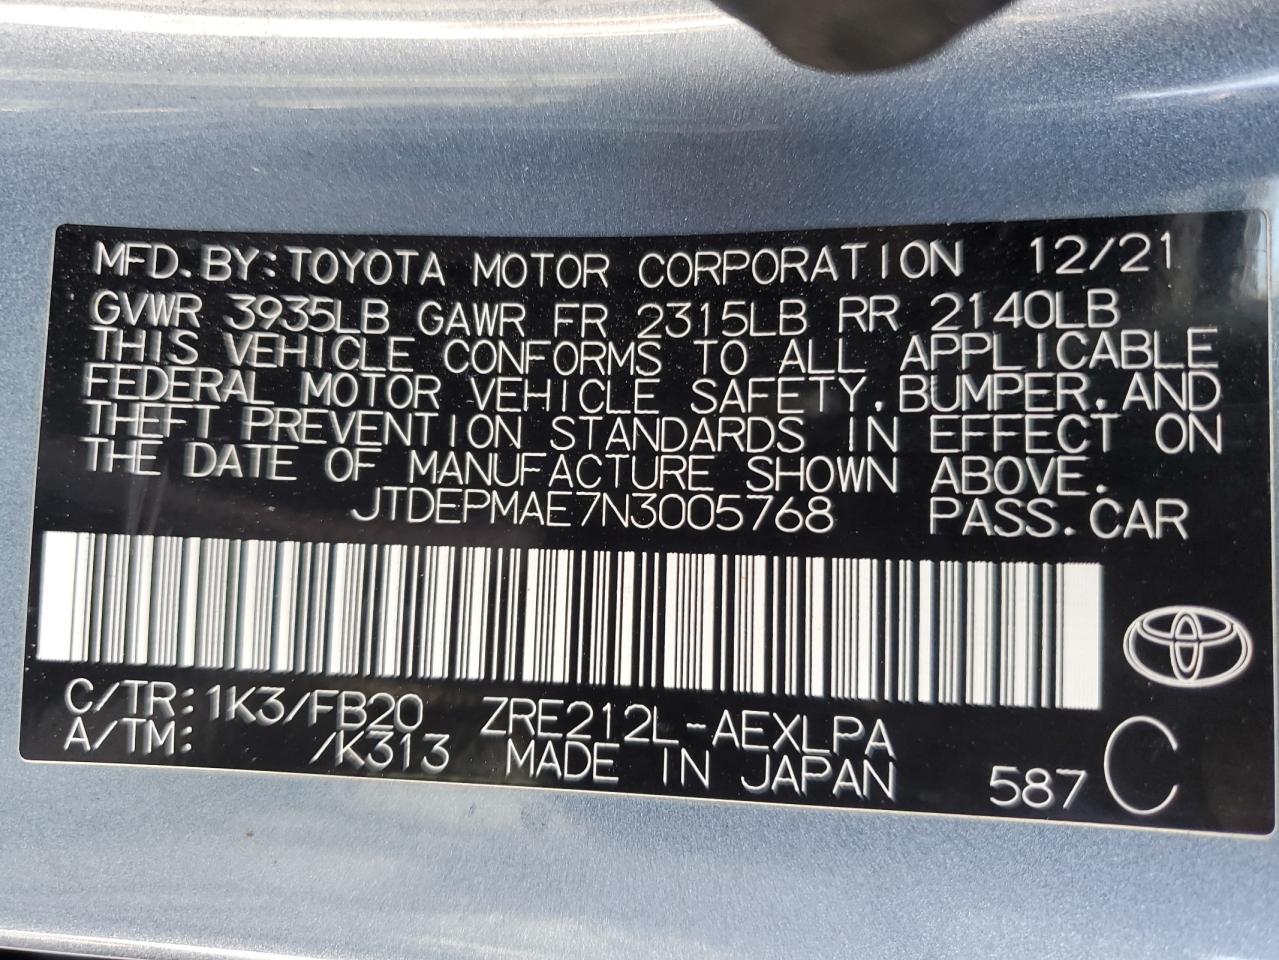 MFD. BY: TOYOTA MOTOR CORPORATION 12/21
GVWR 3935LB GAWR FR 2315LB RR 2140LB
THIS VEHICLE CONFORMS TO ALL APPLICABLE
FEDERAL MOTOR VEHICLE SAFETY, BUMPER, AND
THEFT PREVENTION STANDARDS IN EFFECT ON
THE DATE OF MANUFACTURE SHOWN ABOVE.
JTDEPMAE7N3005768 PASS. CAR
C/TR: 1K3/FB20 ZRE212L-AEXLPA
A/TM: /K313 MADE IN JAPAN 587 C